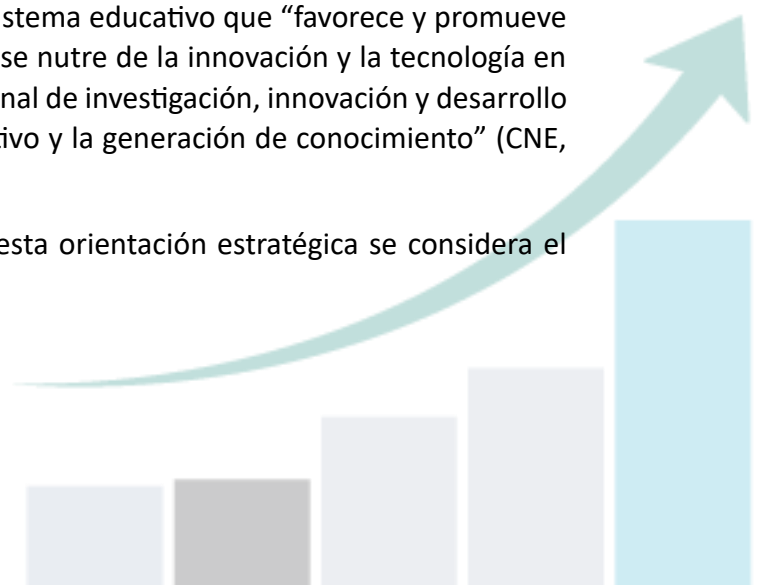 stema educativo que “favorece y promueve
se nutre de la innovación y la tecnología en
nal de investigación, innovación y desarrollo
tivo y la generación de conocimiento” (CNE,
esta orientación estratégica se considera el